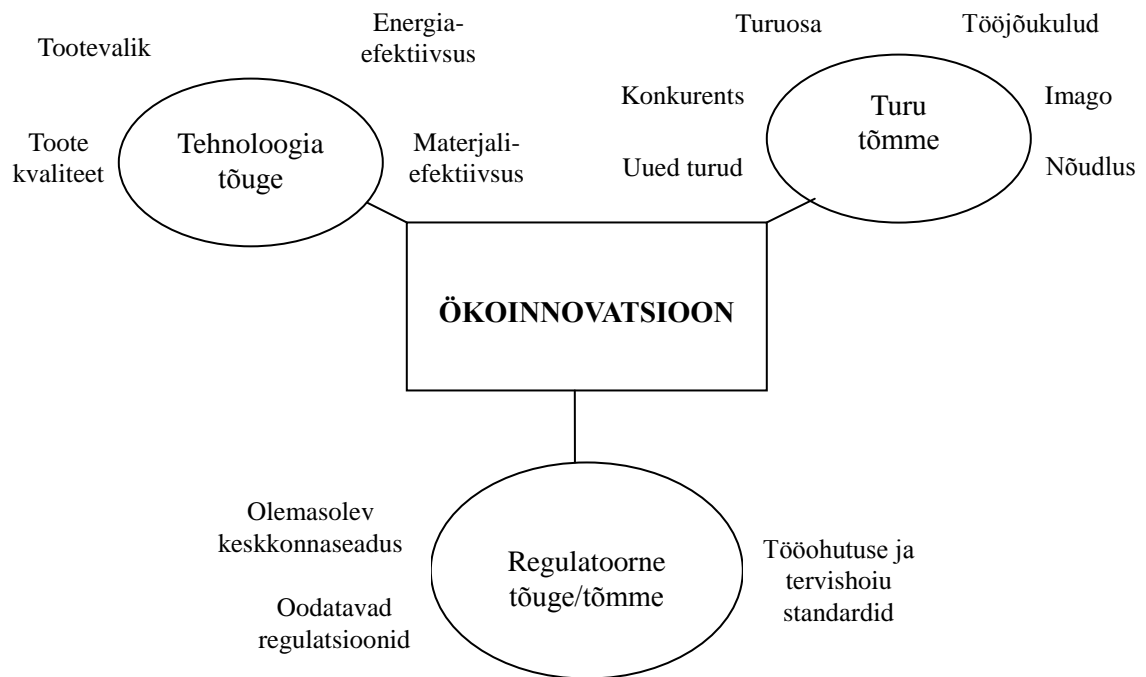 Tootevalik
Energia-
efektiivsus
Toote
kvaliteet
Tehnoloogia
tõuge
Materjali-
efektiivsus
Turuosa
Tööjõukulud
Konkurents
Uued turud
Turu
tõmme
Imago
Nõudlus
ÖKOINNOVATSIOON
Olemasolev
keskkonnaseadus
Oodatavad
regulatsioonid
Regulatoorne
tõuge/tõmme
Tööohutuse ja
tervishoiu
standardid